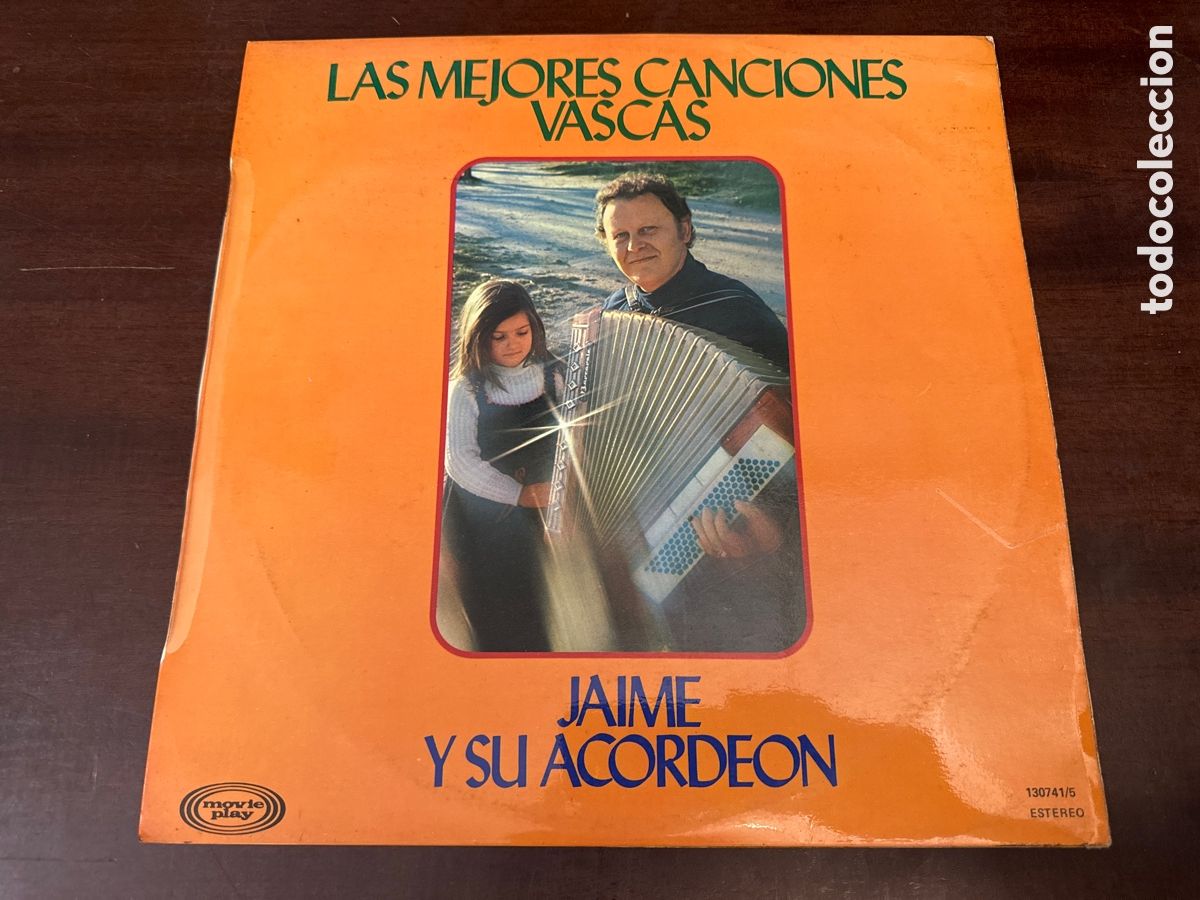 LAS MEJORES CANCIONES
VASCAS
JAIME
Y SU ACORDEON
movie
play
130741/5
ESTEREO
todocoleccion